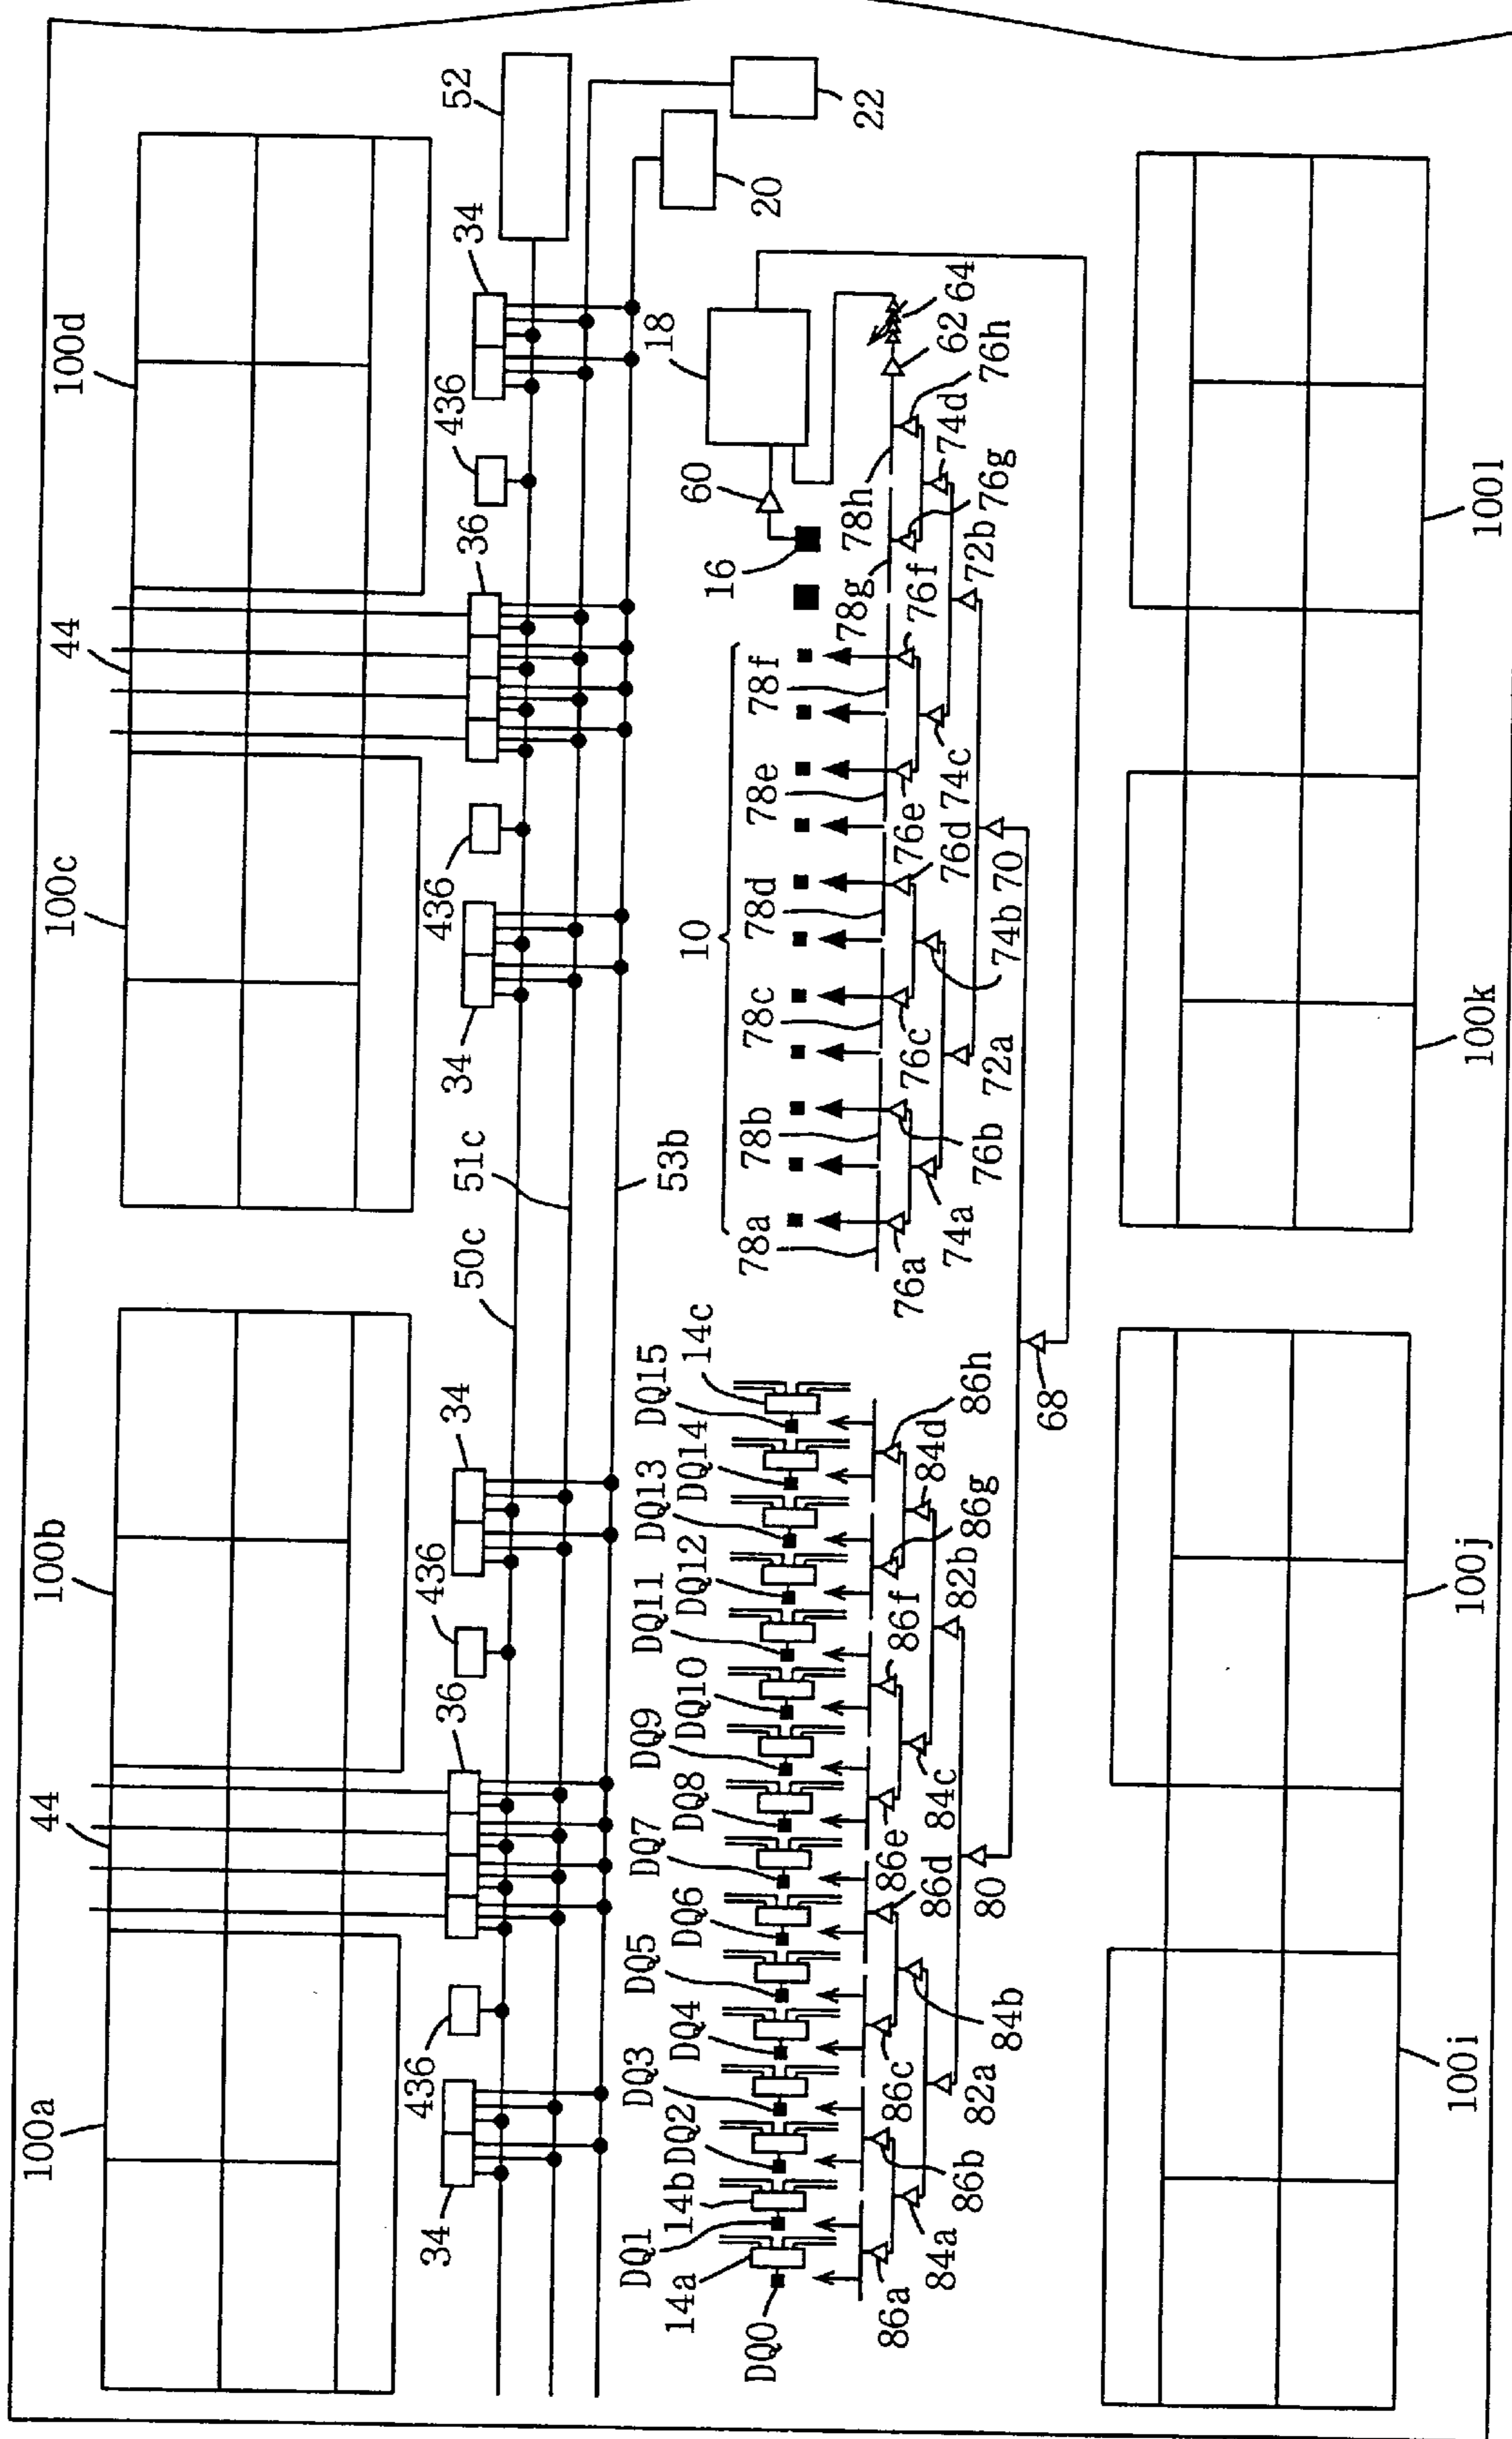 100a
100b
100c
100d
44
44
34
436
36
436
34
34
436
36
436
34
52
50c
51c
53b
20
22
DQ0
14a
DQ1
14b
DQ2
DQ3
DQ4
DQ5
DQ6
DQ7
DQ8
DQ9
DQ10
DQ11
DQ12
DQ13
DQ14
DQ15
14c
10
78a
78b
78c
78d
78e
78f
78g
78h
16
60
18
62
64
86a
84a
86b
86c
82a
84b
86d
80
86e
84c
86f
82b
86g
84d
86h
68
76a
74a
76b
76c
72a
74b
70
76d
76e
74c
76f
72b
76g
74d
76h
100i
100j
100k
100l